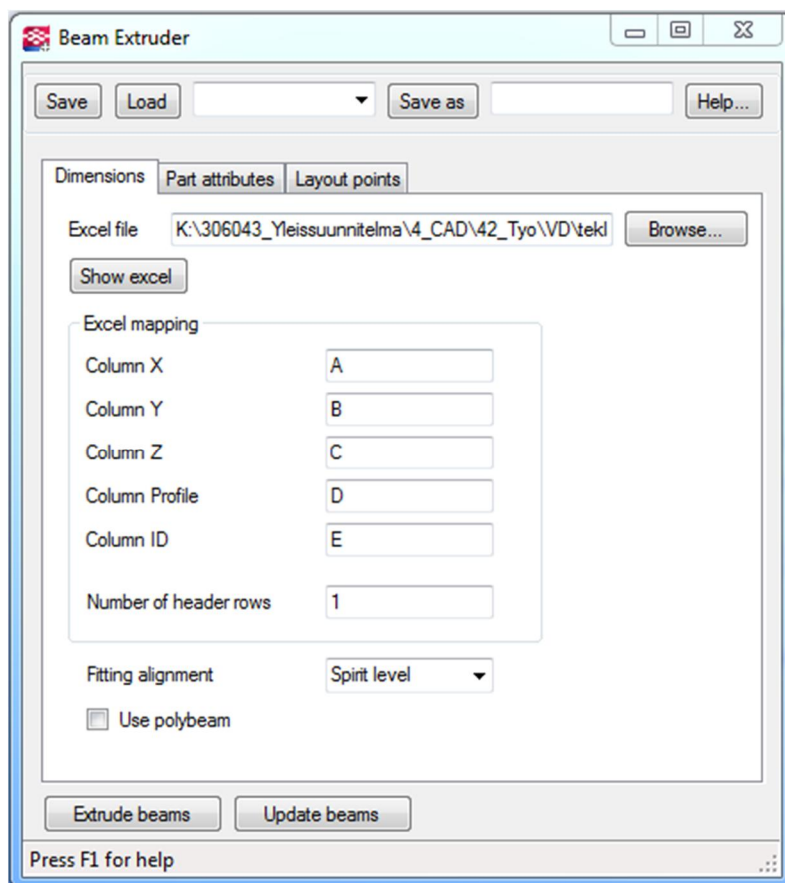 Beam Extruder
Save Load Save as Help...
Dimensions Part attributes Layout points
Excel file K:\306043_Yleissuunnitelma\4_CAD\42_Tyo\VD\tekl Browse...
Show excel
Excel mapping
Column X A
Column Y B
Column Z C
Column Profile D
Column ID E
Number of header rows 1
Fitting alignment Spirit level
Use polybeam
Extrude beams Update beams
Press F1 for help